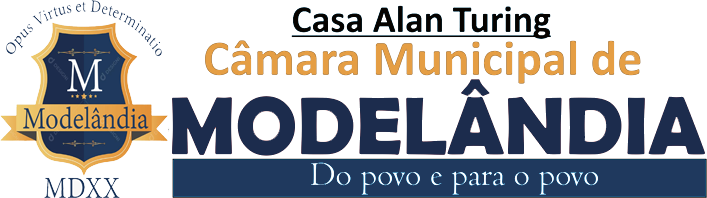 Opus Virtus et Determinatio
M
Modelândia
MDXX
Casa Alan Turing
Câmara Municipal de
MODELÂNDIA
Do povo e para o povo